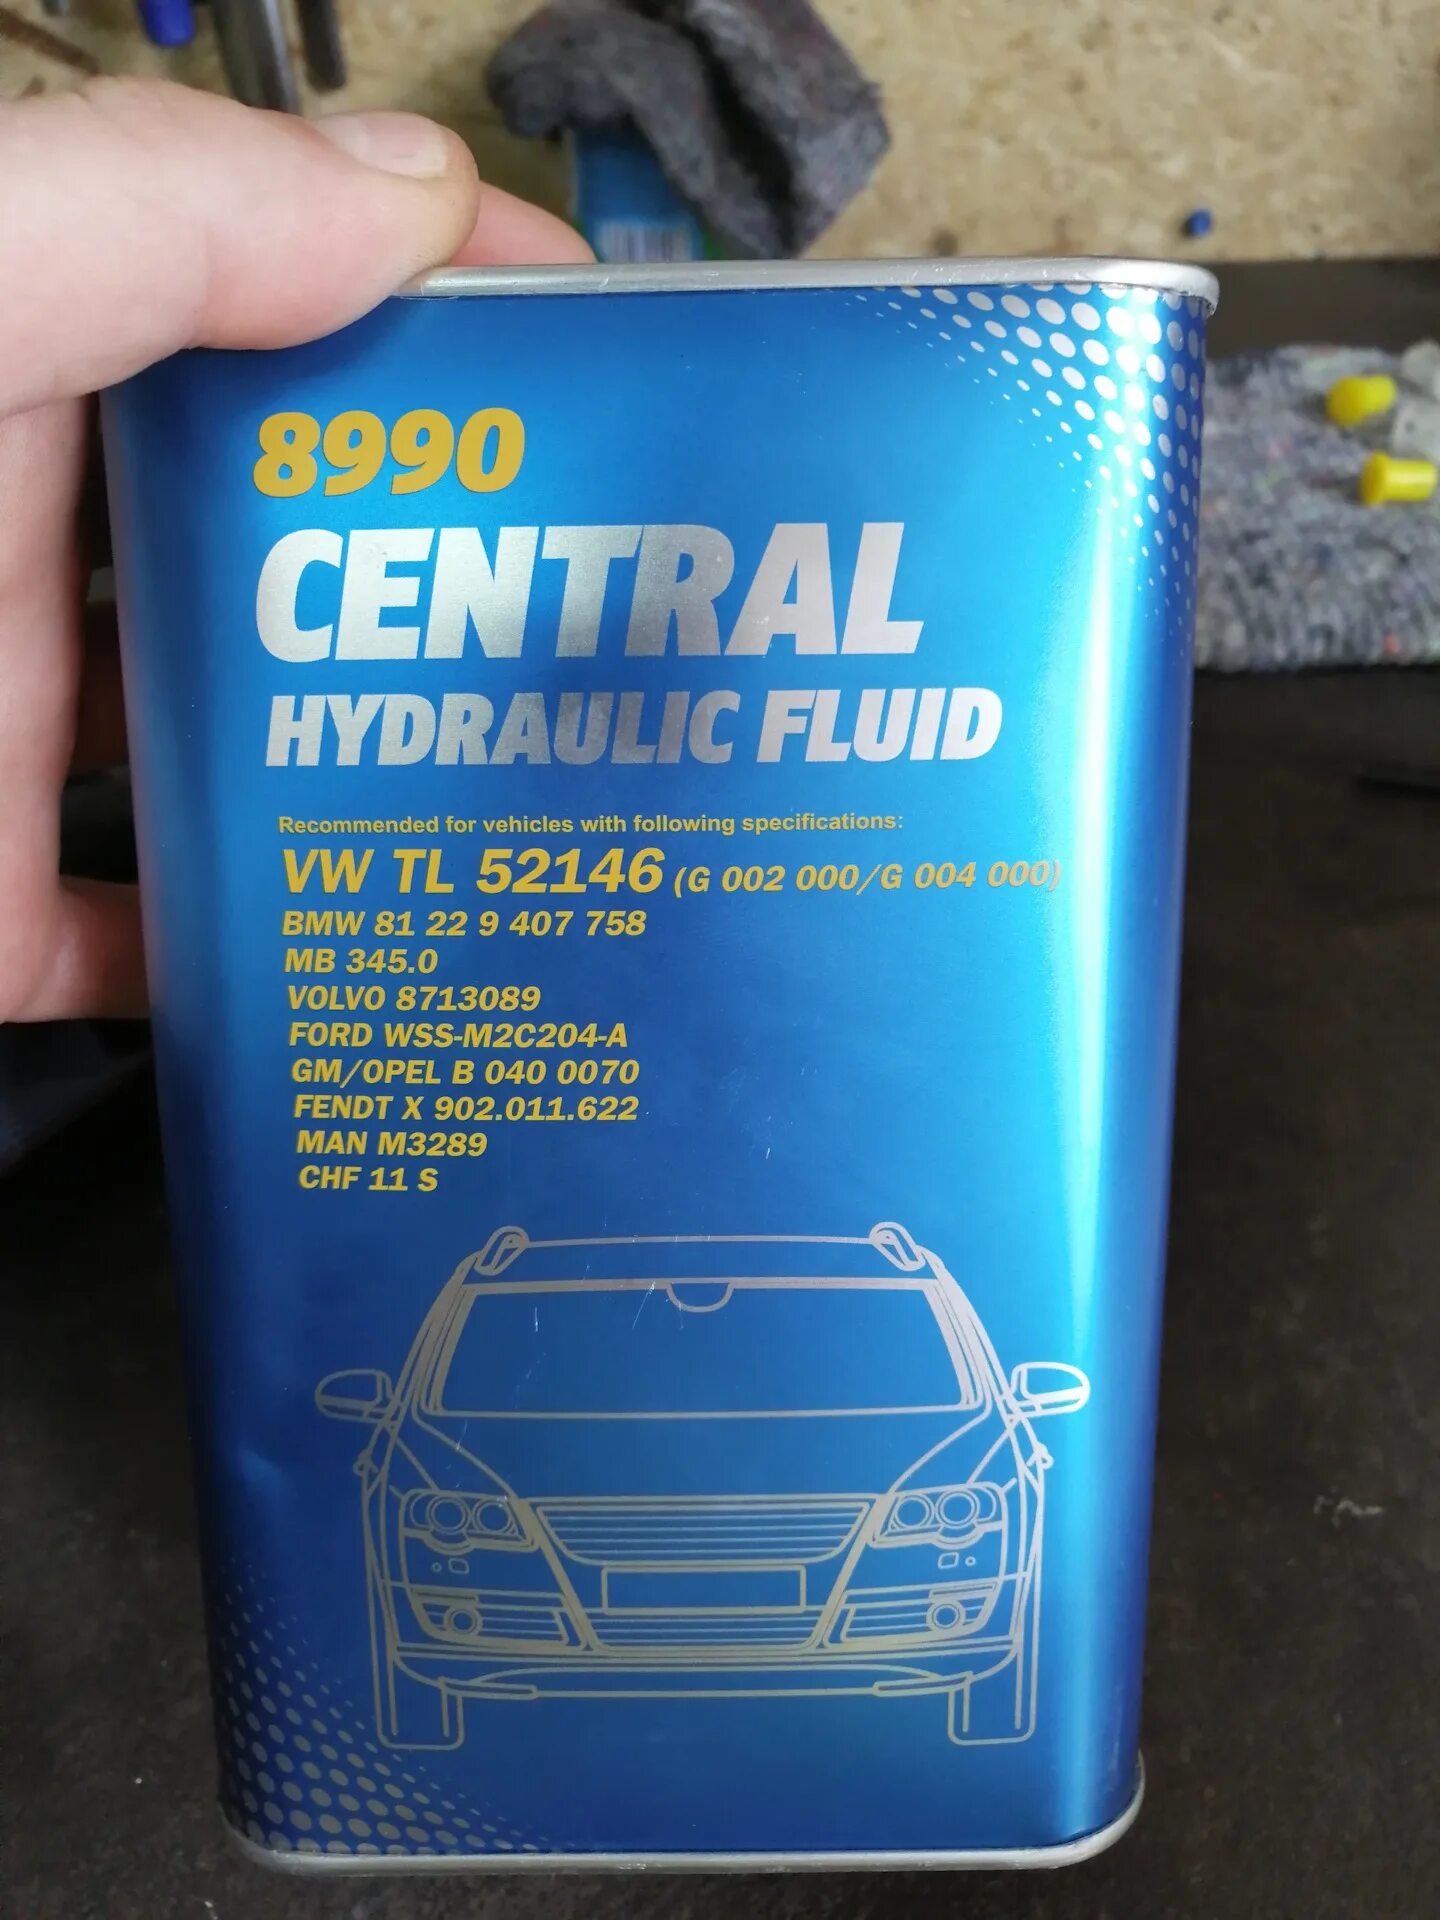 8990
CENTRAL
HYDRAULIC FLUID
Recommended for vehicles with following specifications:
VW TL 52146 (G 002 000/G 004 000)
BMW 81 22 9 407 758
MB 345.0
VOLVO 8713089
FORD WSS-M2C204-A
GM/OPEL B 040 0070
FENDT X 902.011.622
MAN M3289
CHF 11 S